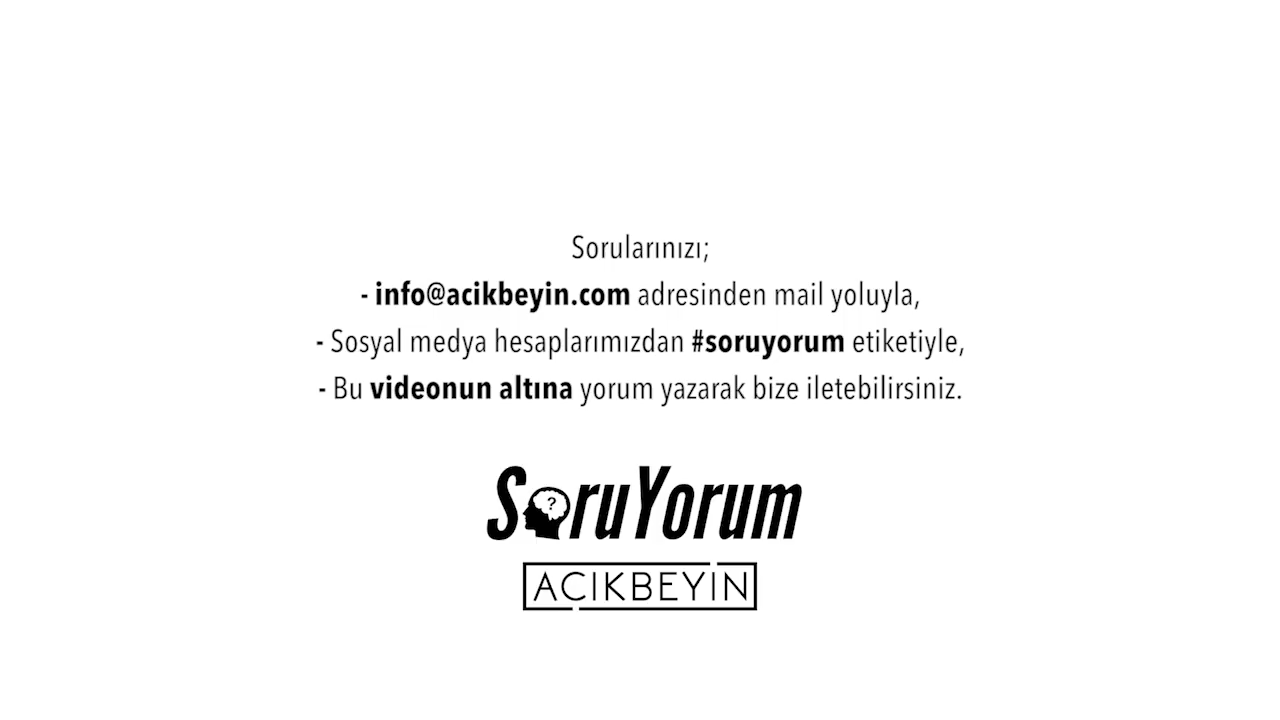 Sorularınızı;
- info@acikbeyin.com adresinden mail yoluyla,
- Sosyal medya hesaplarımızdan #soruyorum etiketiyle,
- Bu videonun altına yorum yazarak bize iletebilirsiniz.
SoruYorum
AÇIKBEYİN